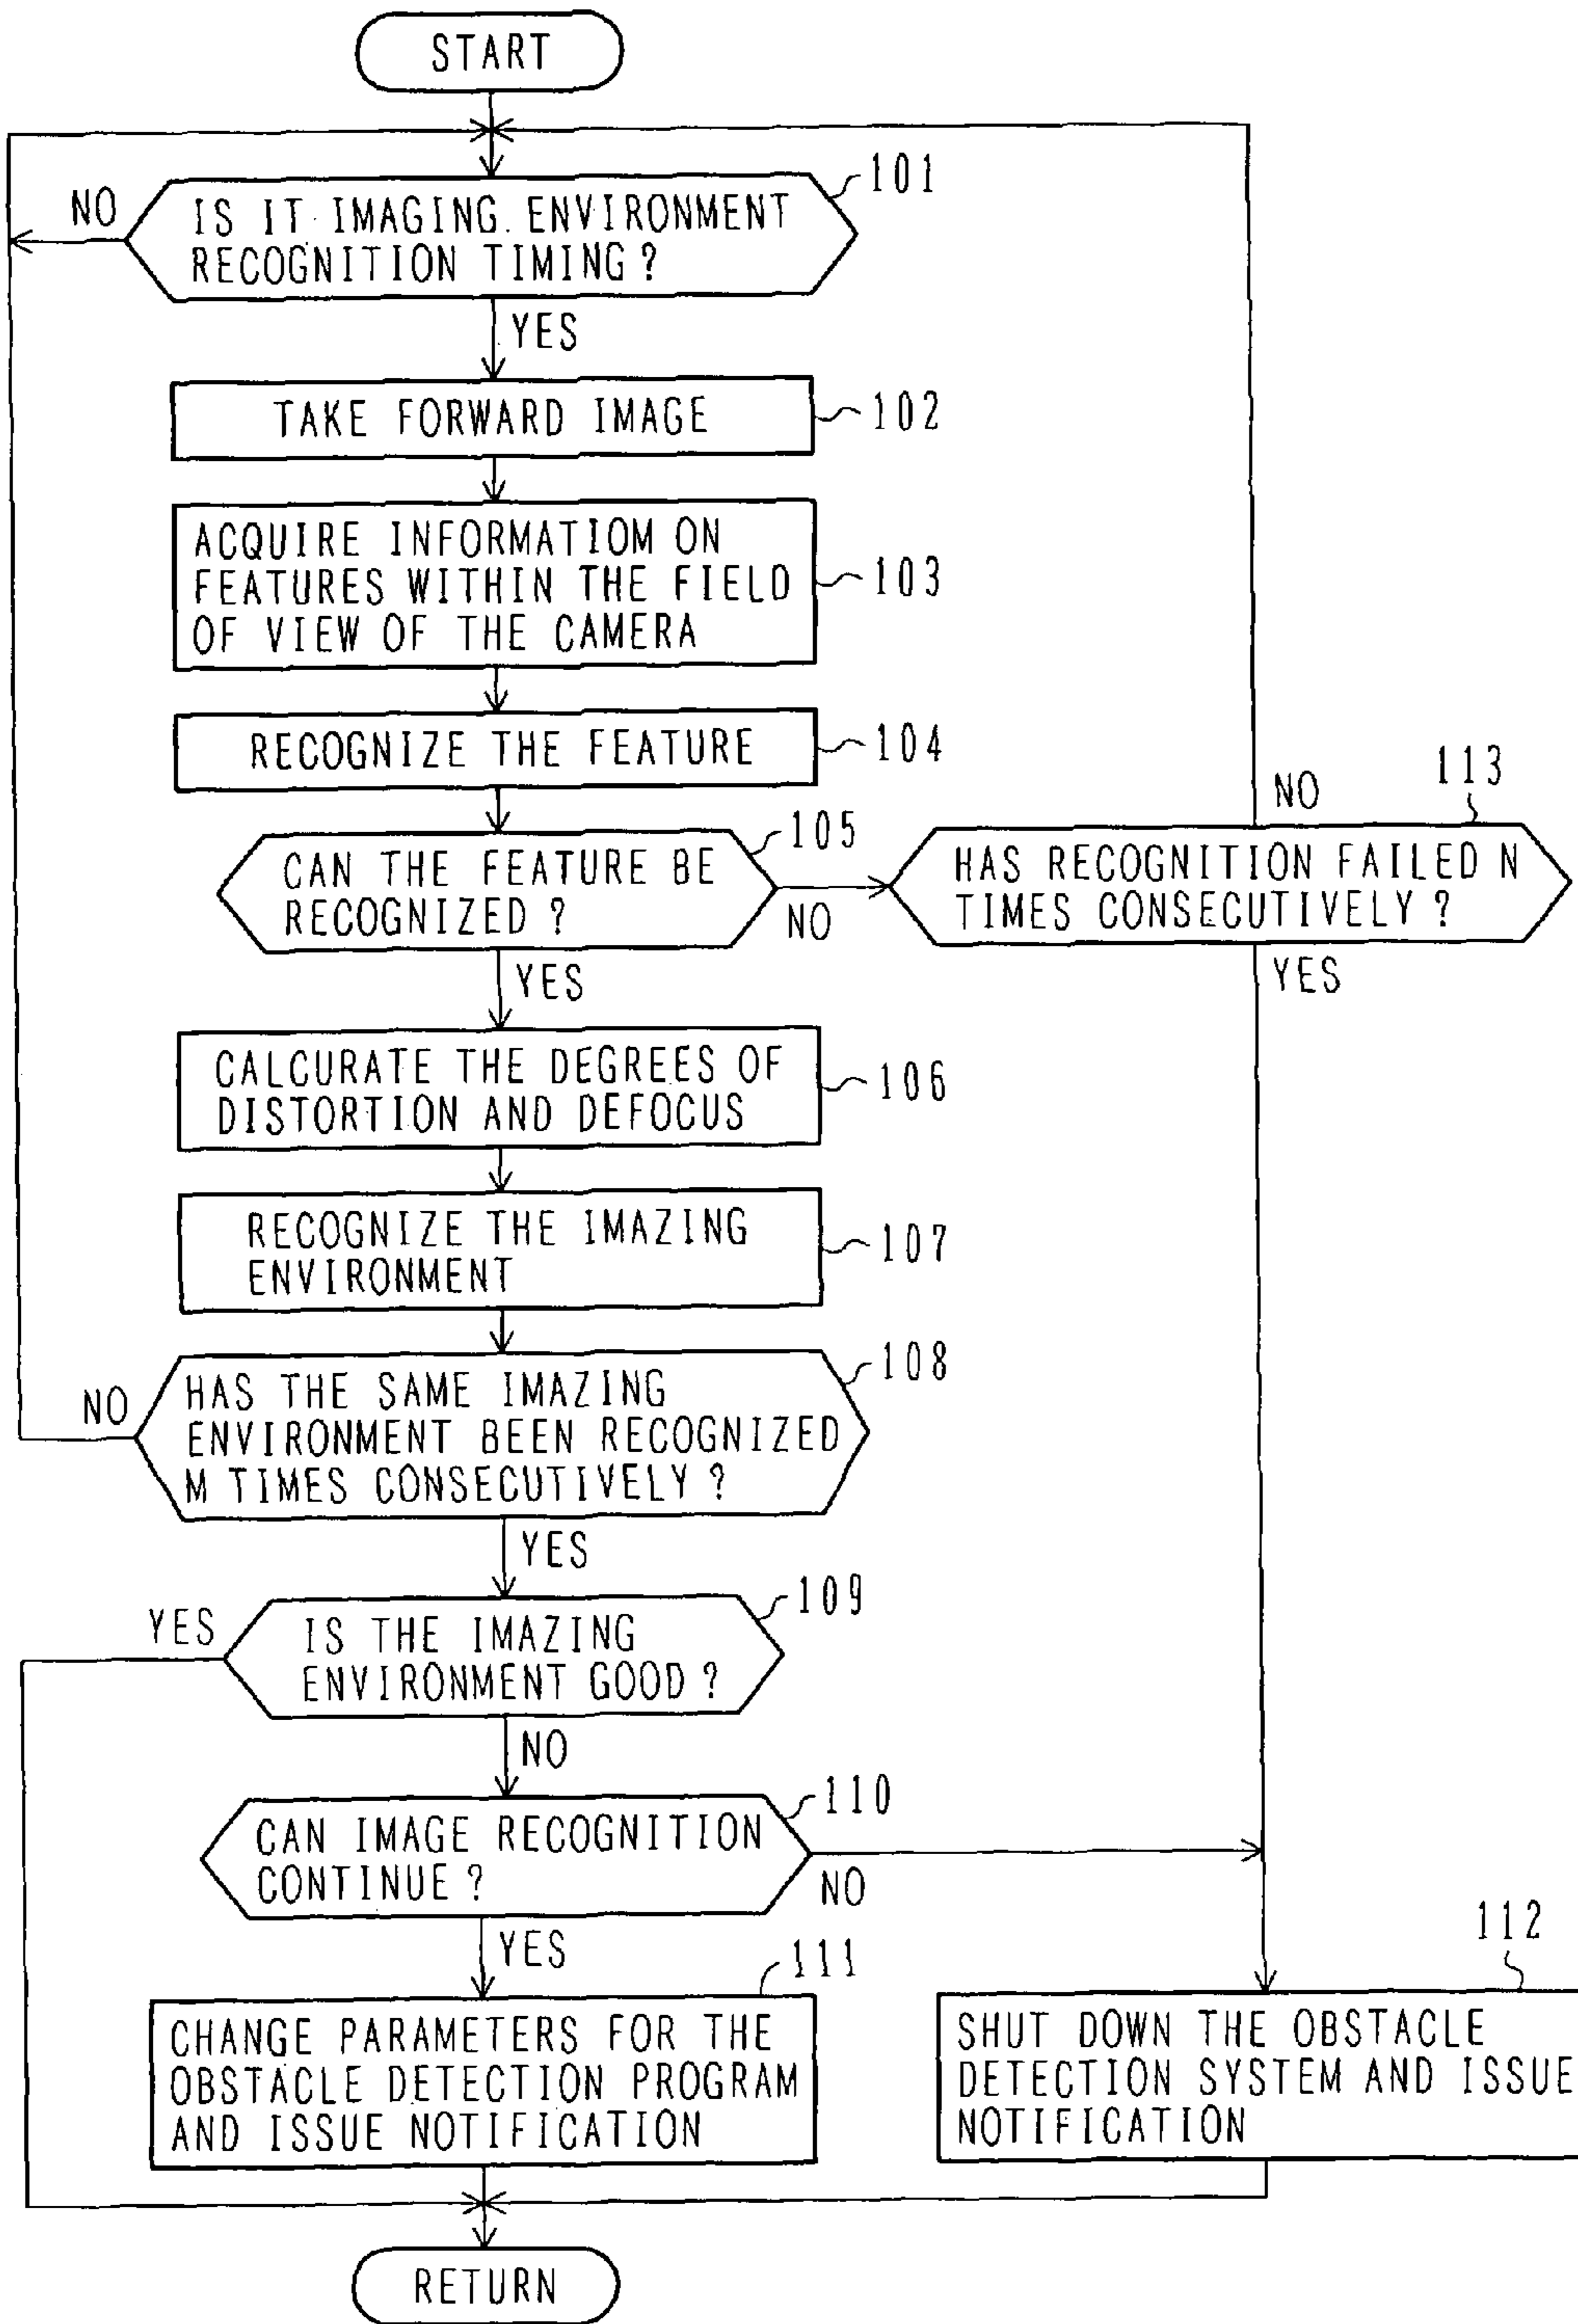 START
101
NO
IS IT IMAGING ENVIRONMENT
RECOGNITION TIMING?
YES
TAKE FORWARD IMAGE
102
ACQUIRE INFORMATIOM ON
FEATURES WITHIN THE FIELD
OF VIEW OF THE CAMERA
103
RECOGNIZE THE FEATURE
104
105
CAN THE FEATURE BE
RECOGNIZED?
NO
113
NO
HAS RECOGNITION FAILED N
TIMES CONSECUTIVELY?
YES
YES
CALCURATE THE DEGREES OF
DISTORTION AND DEFOCUS
106
RECOGNIZE THE IMAZING
ENVIRONMENT
107
108
NO
HAS THE SAME IMAZING
ENVIRONMENT BEEN RECOGNIZED
M TIMES CONSECUTIVELY?
YES
109
YES
IS THE IMAZING
ENVIRONMENT GOOD?
NO
110
CAN IMAGE RECOGNITION
CONTINUE?
NO
YES
111
CHANGE PARAMETERS FOR THE
OBSTACLE DETECTION PROGRAM
AND ISSUE NOTIFICATION
112
SHUT DOWN THE OBSTACLE
DETECTION SYSTEM AND ISSUE
NOTIFICATION
RETURN